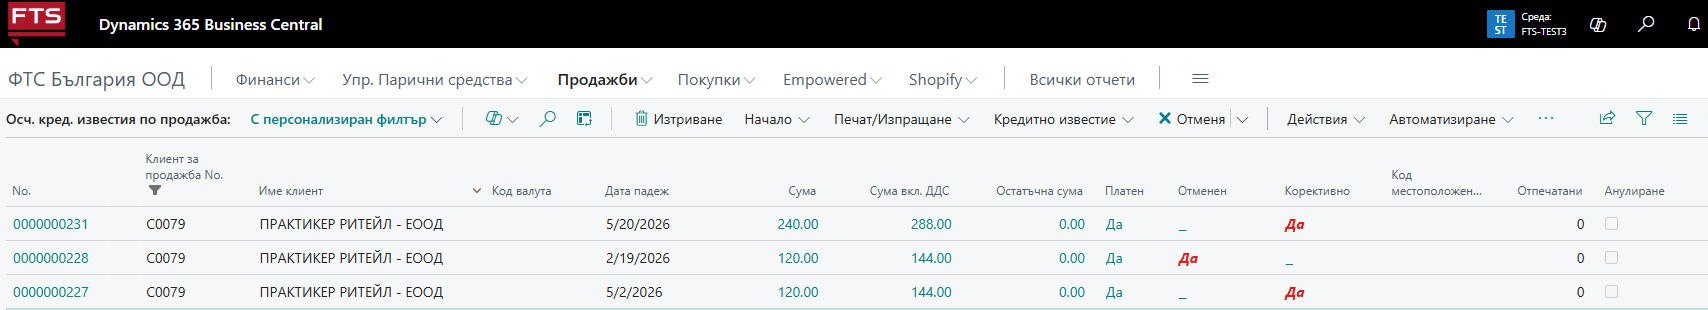 FTS
Dynamics 365 Business Central
TE
ST
Среда:
FTS-TEST3
ФТС България ООД
Финанси
Упр. Парични средства
Продажби
Покупки
Empowered
Shopify
Всички отчети
Осч. кред. известия по продажба:
С персонализиран филтър
Изтриване
Начало
Печат/Изпращане
Кредитно известие
Отменя
Действия
Автоматизиране
No.
Клиент за
продажба No.
Име клиент
Код валута
Дата падеж
Сума
Сума вкл. ДДС
Остатъчна сума
Платен
Отменен
Корективно
Код
местоположен...
Отпечатани
Анулиране
0000000231 C0079 ПРАКТИКЕР РИТЕЙЛ - ЕООД 5/20/2026 240.00 288.00 0.00 Да _ Да 0
0000000228 C0079 ПРАКТИКЕР РИТЕЙЛ - ЕООД 2/19/2026 120.00 144.00 0.00 Да Да _ 0
0000000227 C0079 ПРАКТИКЕР РИТЕЙЛ - ЕООД 5/2/2026 120.00 144.00 0.00 Да _ Да 0